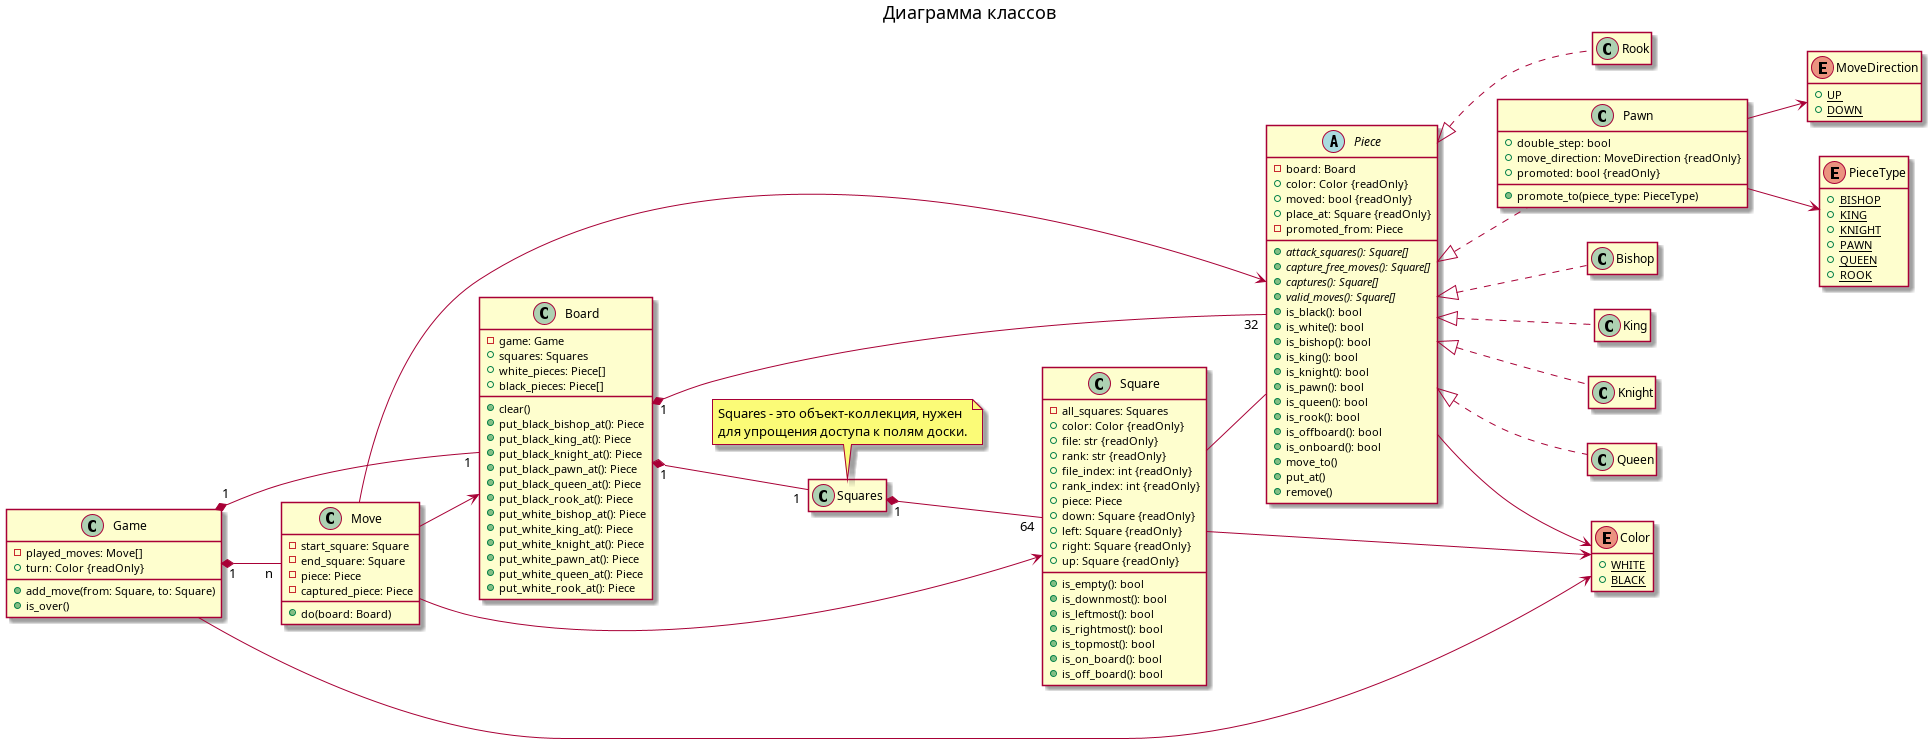 Диаграмма классов
C Game
played_moves: Move[]
turn: Color {readOnly}
add_move(from: Square, to: Square)
is_over()
1
1
1
n
C Move
start_square: Square
end_square: Square
piece: Piece
captured_piece: Piece
do(board: Board)
C Board
game: Game
squares: Squares
white_pieces: Piece[]
black_pieces: Piece[]
clear()
put_black_bishop_at(): Piece
put_black_king_at(): Piece
put_black_knight_at(): Piece
put_black_pawn_at(): Piece
put_black_queen_at(): Piece
put_black_rook_at(): Piece
put_white_bishop_at(): Piece
put_white_king_at(): Piece
put_white_knight_at(): Piece
put_white_pawn_at(): Piece
put_white_queen_at(): Piece
put_white_rook_at(): Piece
1
32
1
1
Squares - это объект-коллекция, нужен
для упрощения доступа к полям доски.
C Squares
1
64
C Square
all_squares: Squares
color: Color {readOnly}
file: str {readOnly}
rank: str {readOnly}
file_index: int {readOnly}
rank_index: int {readOnly}
piece: Piece
down: Square {readOnly}
left: Square {readOnly}
right: Square {readOnly}
up: Square {readOnly}
is_empty(): bool
is_downmost(): bool
is_leftmost(): bool
is_rightmost(): bool
is_topmost(): bool
is_on_board(): bool
is_off_board(): bool
A Piece
board: Board
color: Color {readOnly}
moved: bool {readOnly}
place_at: Square {readOnly}
promoted_from: Piece
attack_squares(): Square[]
capture_free_moves(): Square[]
captures(): Square[]
valid_moves(): Square[]
is_black(): bool
is_white(): bool
is_bishop(): bool
is_king(): bool
is_knight(): bool
is_pawn(): bool
is_queen(): bool
is_rook(): bool
is_offboard(): bool
is_onboard(): bool
move_to()
put_at()
remove()
C Rook
C Pawn
double_step: bool
move_direction: MoveDirection {readOnly}
promoted: bool {readOnly}
promote_to(piece_type: PieceType)
C Bishop
C King
C Knight
C Queen
E Color
WHITE
BLACK
E MoveDirection
UP
DOWN
E PieceType
BISHOP
KING
KNIGHT
PAWN
QUEEN
ROOK